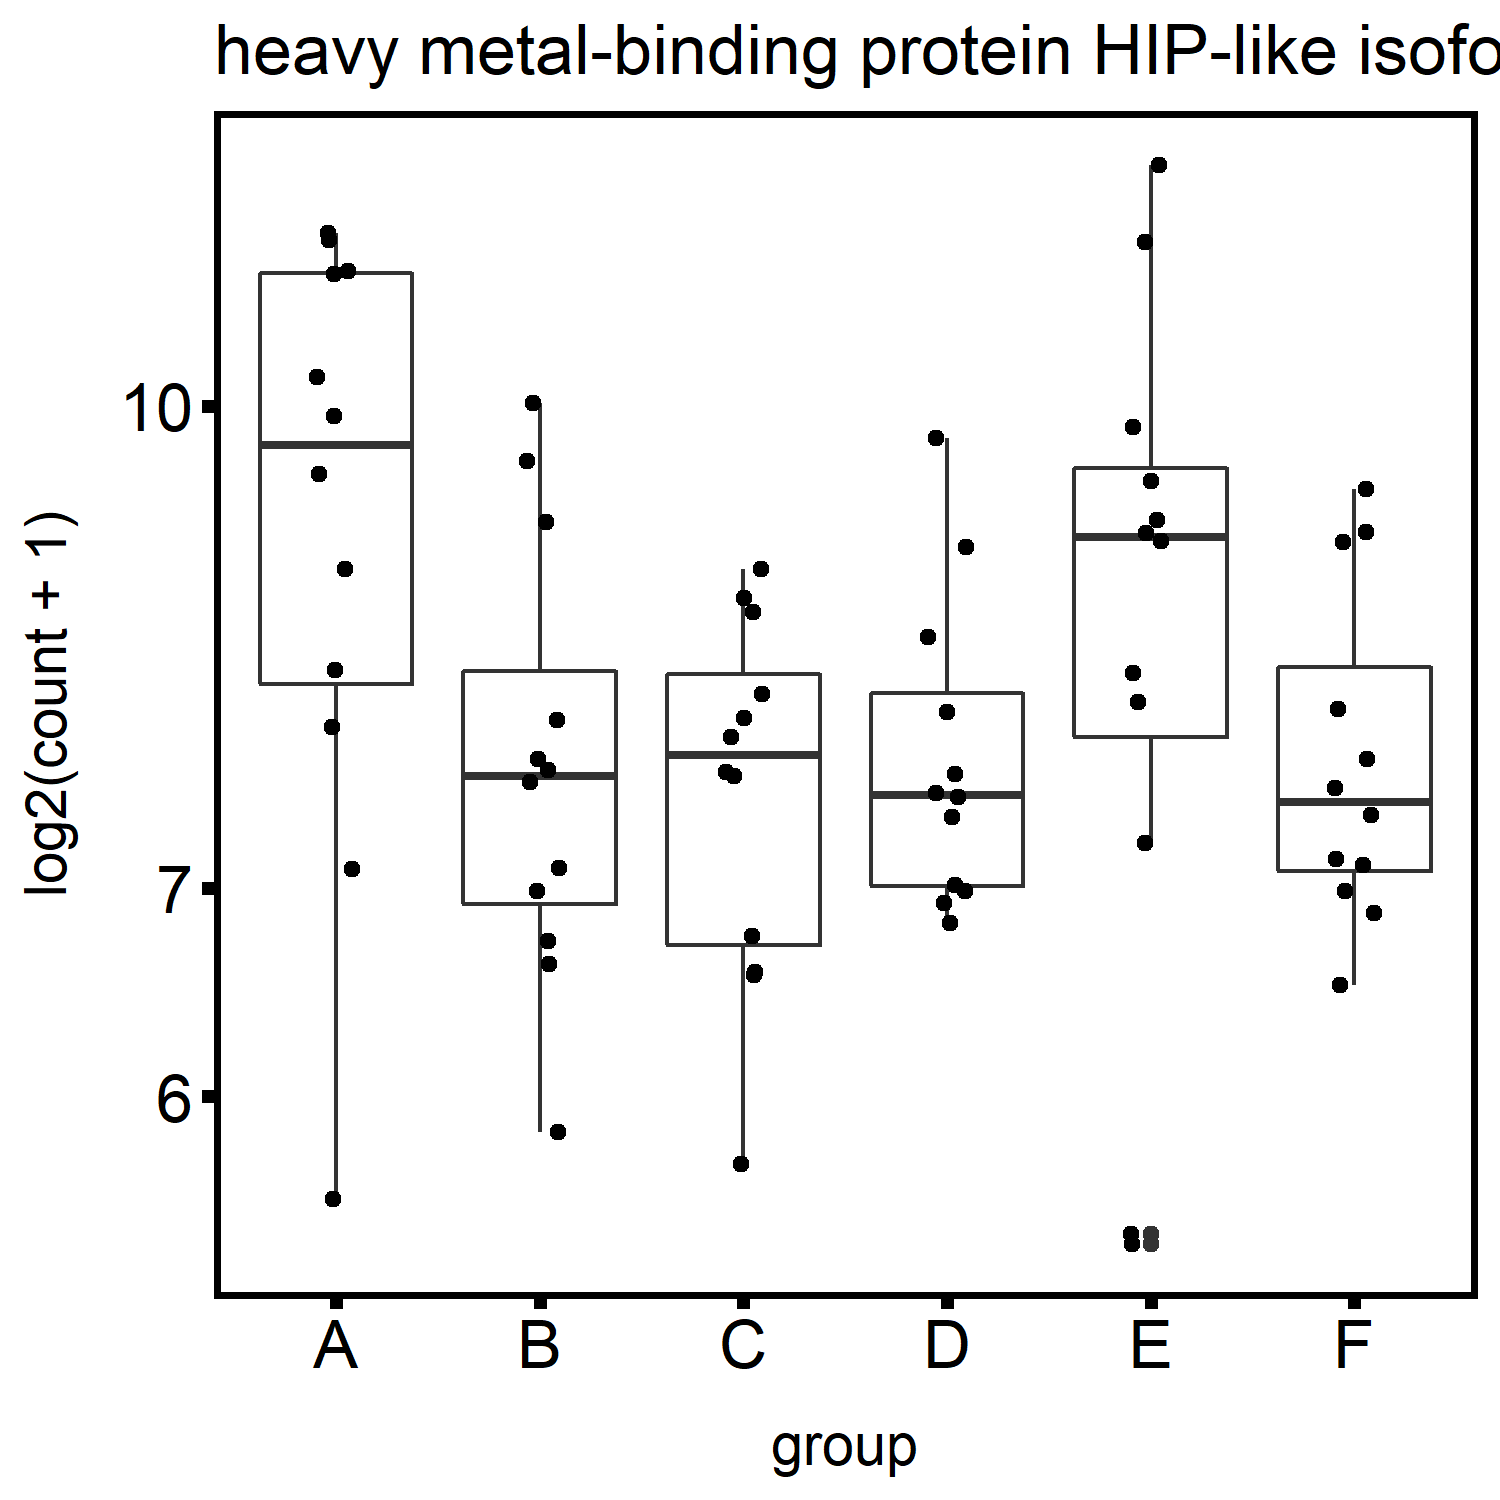 heavy metal-binding protein HIP-like isofo
log2(count + 1)
10
7
6
A B C D E F
group